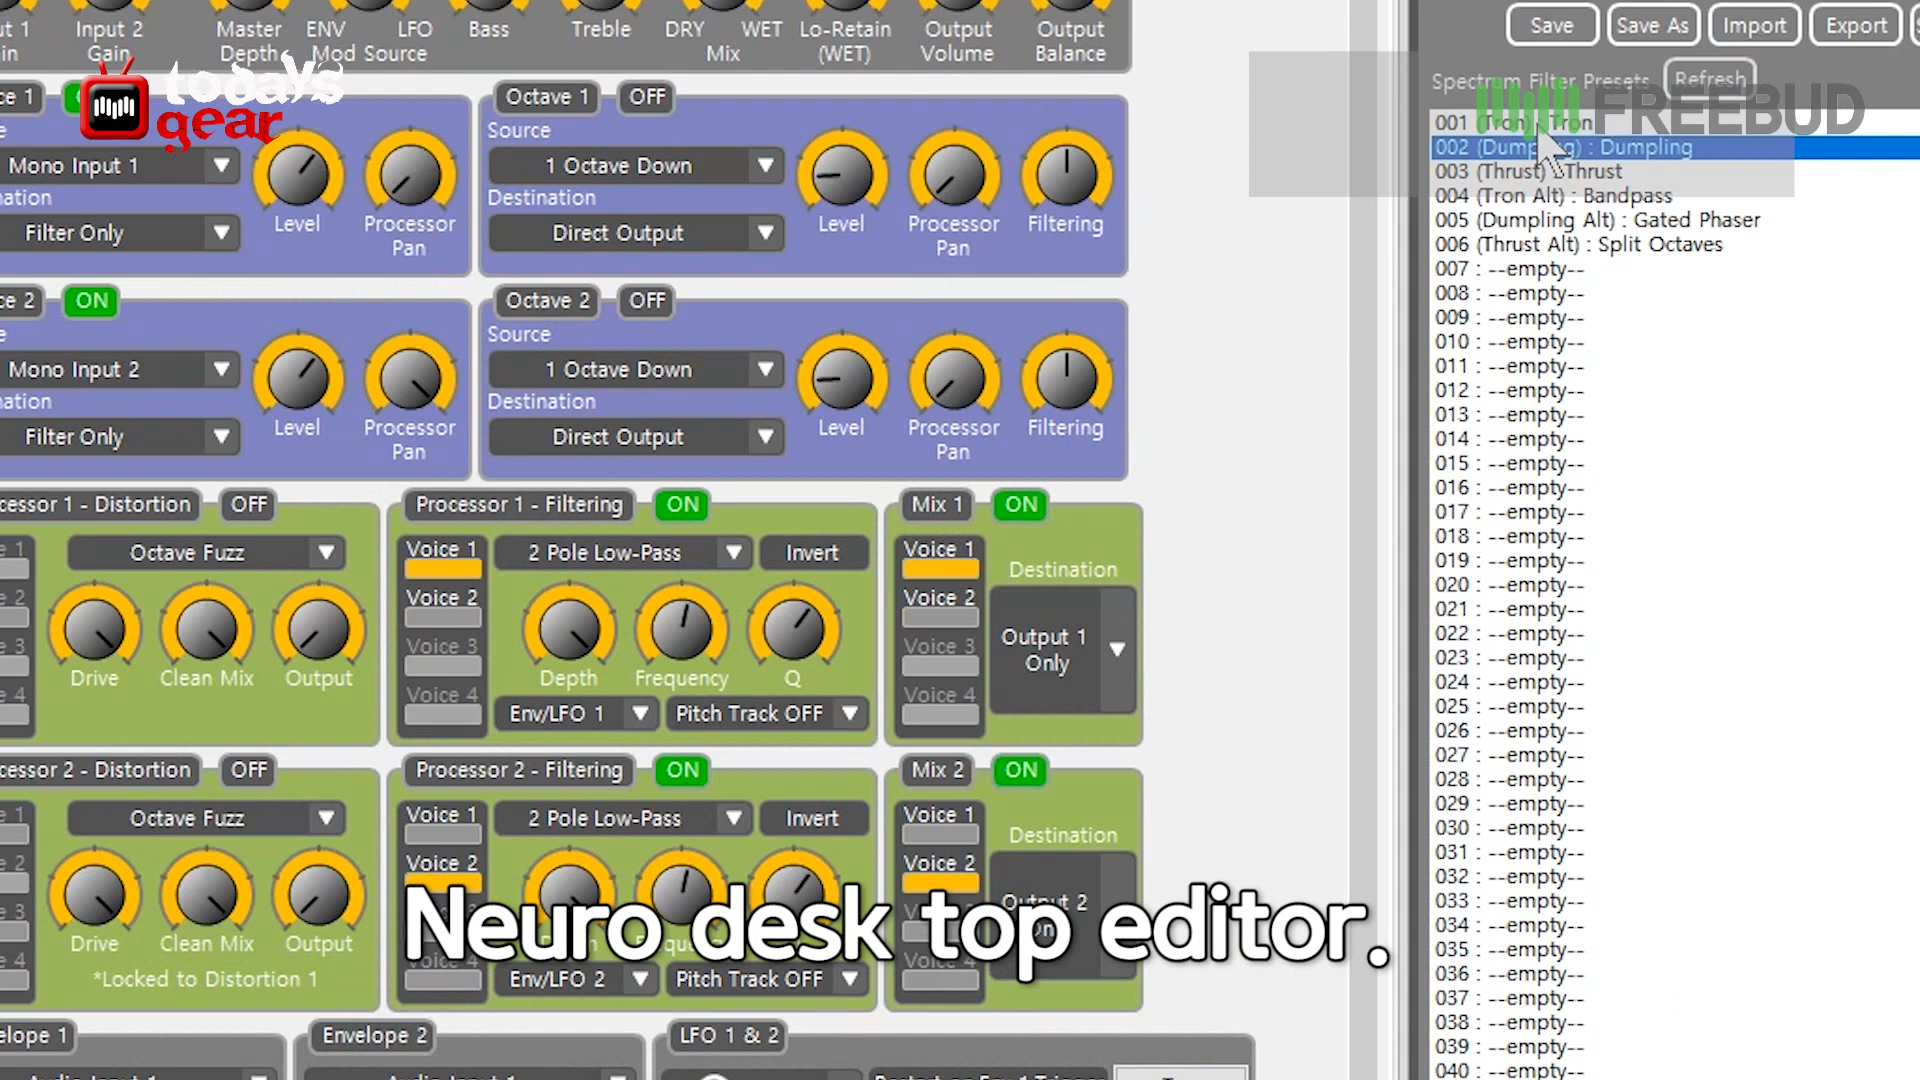 Input 2
Gain
Master
Depth
ENV
LFO
Mod Source
Bass
Treble
DRY
WET
Mix
Lo-Retain
(WET)
Output
Volume
Output
Balance
Save
Save As
Import
Export
todays
gear
FREEBUD
Spectrum Filter Presets
Refresh
Octave 1
OFF
Source
Mono Input 1
Filter Only
Level
Processor
Pan
1 Octave Down
Destination
Direct Output
Level
Processor
Pan
Filtering
ON
Octave 2
OFF
Source
Mono Input 2
Filter Only
Level
Processor
Pan
1 Octave Down
Destination
Direct Output
Level
Processor
Pan
Filtering
cessor 1 - Distortion
OFF
Octave Fuzz
Drive
Clean Mix
Output
Processor 1 - Filtering
ON
Voice 1
Voice 2
Voice 3
Voice 4
2 Pole Low-Pass
Invert
Depth
Frequency
Q
Env/LFO 1
Pitch Track OFF
Mix 1
ON
Voice 1
Voice 2
Voice 3
Voice 4
Destination
Output 1
Only
cessor 2 - Distortion
OFF
Octave Fuzz
Drive
Clean Mix
Output
*Locked to Distortion 1
Processor 2 - Filtering
ON
Voice 1
Voice 2
2 Pole Low-Pass
Invert
Env/LFO 2
Pitch Track OFF
Mix 2
ON
Voice 1
Voice 2
Destination
Output 2
Neuro desk top editor.
elope 1
Envelope 2
LFO 1 & 2
001 (Tron) : Tron
002 (Dumpling) : Dumpling
003 (Thrust) : Thrust
004 (Tron Alt) : Bandpass
005 (Dumpling Alt) : Gated Phaser
006 (Thrust Alt) : Split Octaves
007 : --empty--
008 : --empty--
009 : --empty--
010 : --empty--
011 : --empty--
012 : --empty--
013 : --empty--
014 : --empty--
015 : --empty--
016 : --empty--
017 : --empty--
018 : --empty--
019 : --empty--
020 : --empty--
021 : --empty--
022 : --empty--
023 : --empty--
024 : --empty--
025 : --empty--
026 : --empty--
027 : --empty--
028 : --empty--
029 : --empty--
030 : --empty--
031 : --empty--
032 : --empty--
033 : --empty--
034 : --empty--
035 : --empty--
036 : --empty--
037 : --empty--
038 : --empty--
039 : --empty--
040 : --empty--